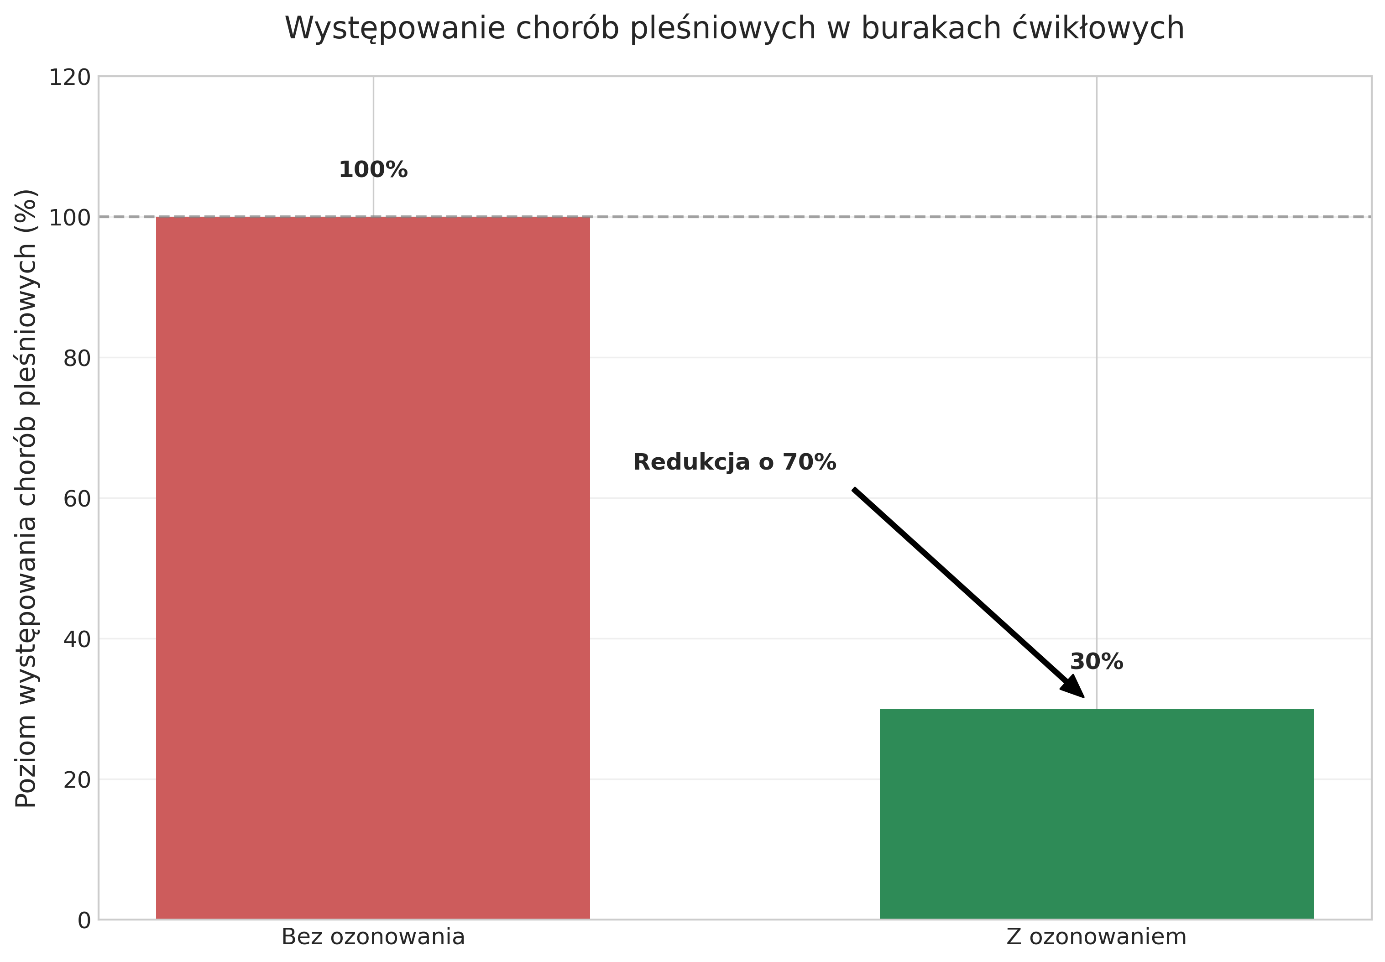 Występowanie chorób pleśniowych w burakach ćwikłowych
Poziom występowania chorób pleśniowych (%)
120
100
80
60
40
20
0
100%
Redukcja o 70%
30%
Bez ozonowania
Z ozonowaniem